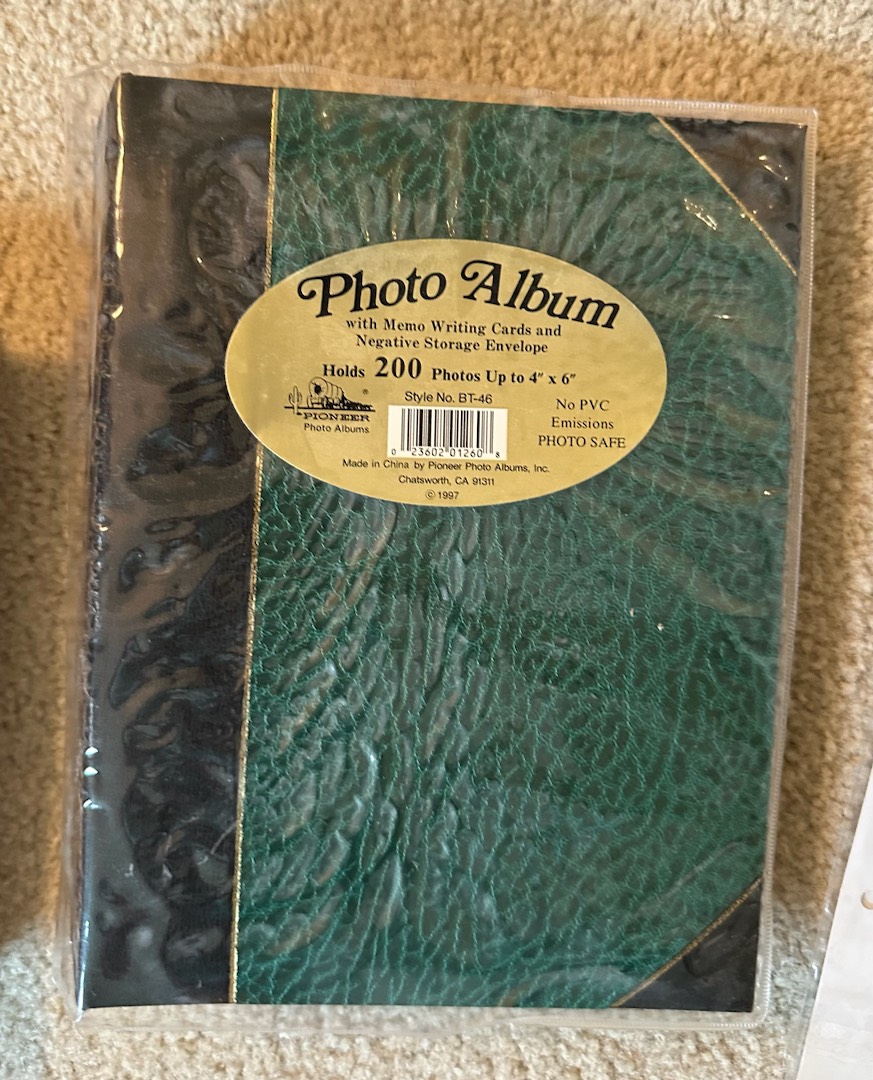 Photo Album
with Memo Writing Cards and
Negative Storage Envelope
Holds 200 Photos Up to 4" x 6"
Style No. BT-46
®
PIONEER
Photo Albums
No PVC
Emissions
PHOTO SAFE
0 23602 01260 8
Made in China by Pioneer Photo Albums, Inc.
Chatsworth, CA 91311
© 1997